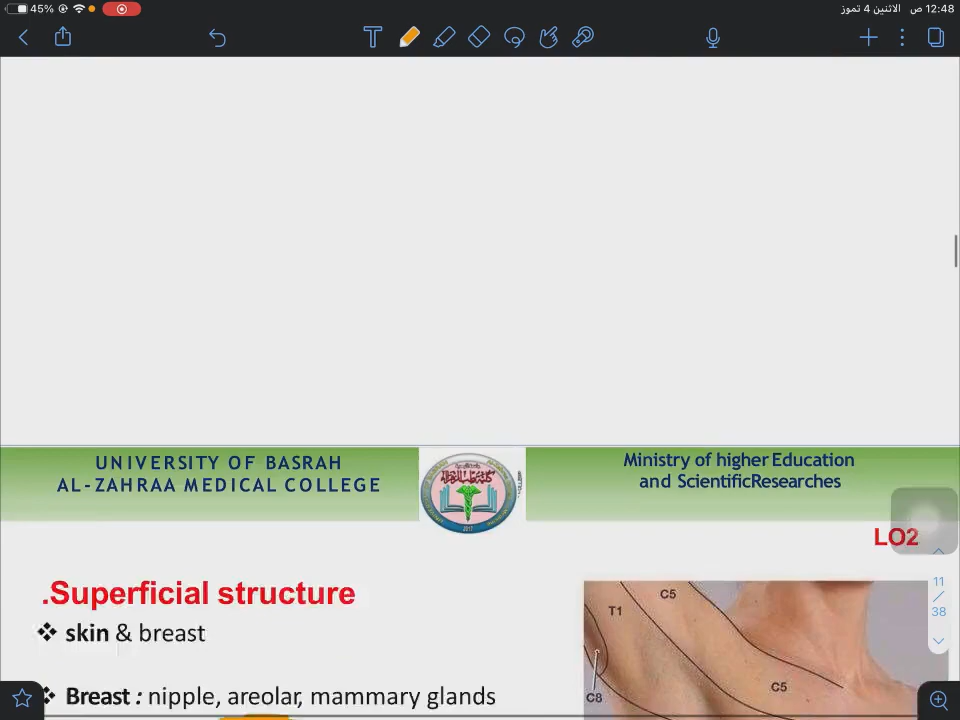 45%
12:48 ص الاثنين 4 تموز
UNIVERSITY OF BASRAH
AL-ZAHRAA MEDICAL COLLEGE
Ministry of higher Education
and ScientificResearches
2017
LO2
.Superficial structure
❖ skin & breast
❖ Breast : nipple, areolar, mammary glands
C5
T1
C8
C5
11
/
38